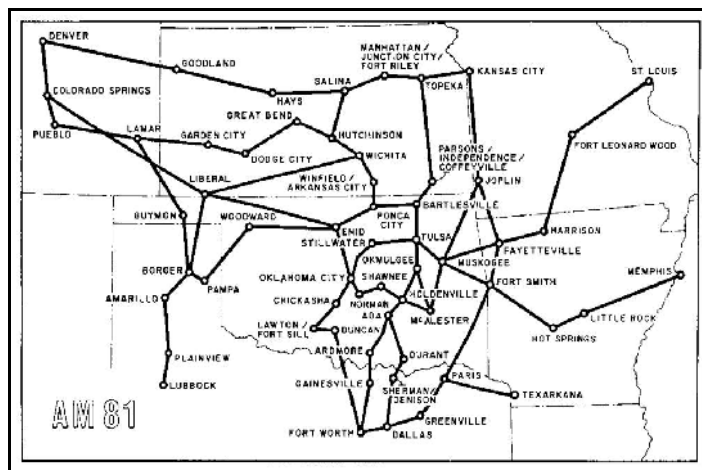 DENVER
GOODLAND
MANHATTAN/
JUNCTION CITY/
FORT RILEY
KANSAS CITY
ST. LOUIS
SALINA
TOPEKA
COLORADO SPRINGS
HAYS
GREAT BEND
PUEBLO
LAMAR
GARDEN CITY
HUTCHINSON
FORT LEONARD WOOD
DODGE CITY
WICHITA
PARSONS/
INDEPENDENCE/
COFFEYVILLE
LIBERAL
WINFIELD/
ARKANSAS CITY
JOPLIN
GUYMON
WOODWARD
PONCA
CITY
BARTLESVILLE
ENID
STILLWATER
TULSA
HARRISON
FAYETTEVILLE
OKMULGEE
MUSKOGEE
BORGER
PAMPA
OKLAHOMA CITY
SHAWNEE
FORT SMITH
MEMPHIS
AMARILLO
CHICKASHA
NORMAN
HOLDENVILLE
ADA
MCALESTER
LITTLE ROCK
HOT SPRINGS
LAWTON/
FORT SILL
DUNCAN
PLAINVIEW
ARDMORE
DURANT
PARIS
LUBBOCK
GAINESVILLE
SHERMAN/
DENISON
TEXARKANA
GREENVILLE
AM 81
FORT WORTH
DALLAS